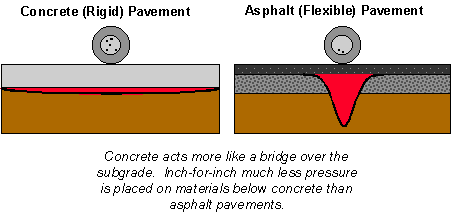 Concrete (Rigid) Pavement
Asphalt (Flexible) Pavement
Concrete acts more like a bridge over the
subgrade. Inch-for-inch much less pressure
is placed on materials below concrete than
asphalt pavements.